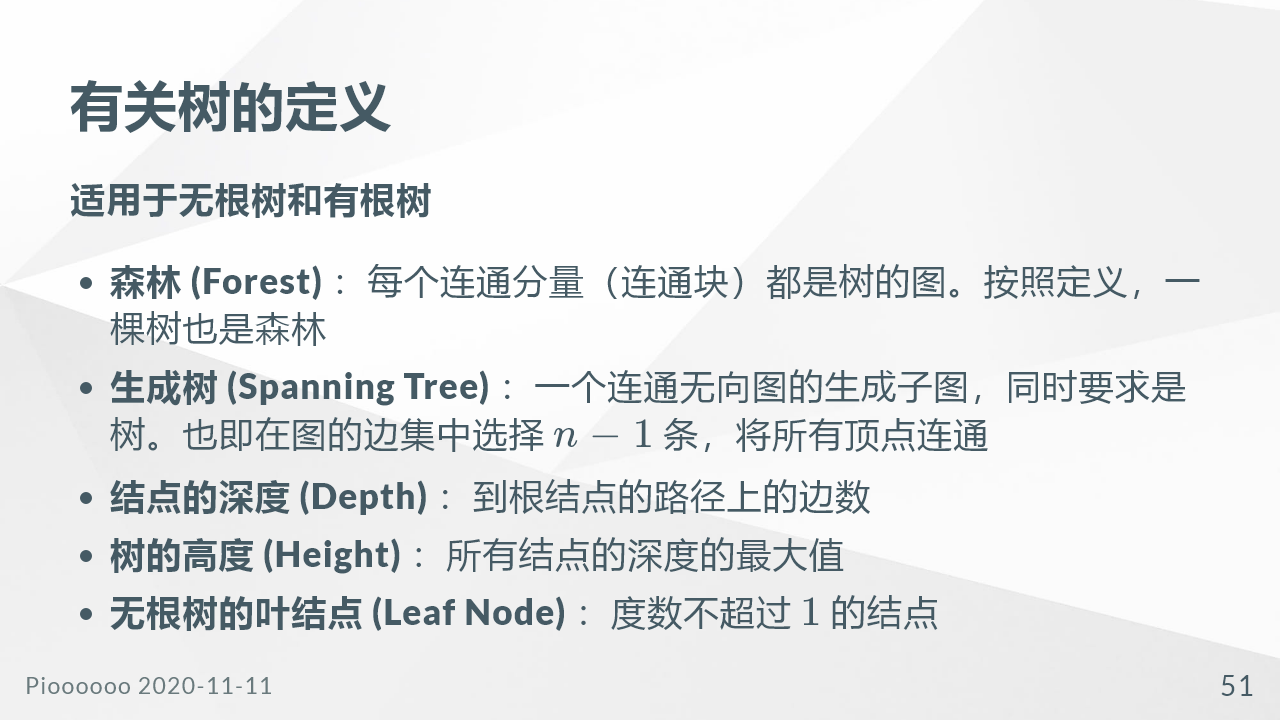 有关树的定义
适用于无根树和有根树
• 森林 (Forest) ： 每个连通分量（连通块）都是树的图。按照定义，一
棵树也是森林
• 生成树 (Spanning Tree) ： 一个连通无向图的生成子图，同时要求是
树。也即在图的边集中选择 n − 1 条，将所有顶点连通
• 结点的深度 (Depth) ： 到根结点的路径上的边数
• 树的高度 (Height) ： 所有结点的深度的最大值
• 无根树的叶结点 (Leaf Node) ： 度数不超过 1 的结点
Pioooooo 2020-11-11
51